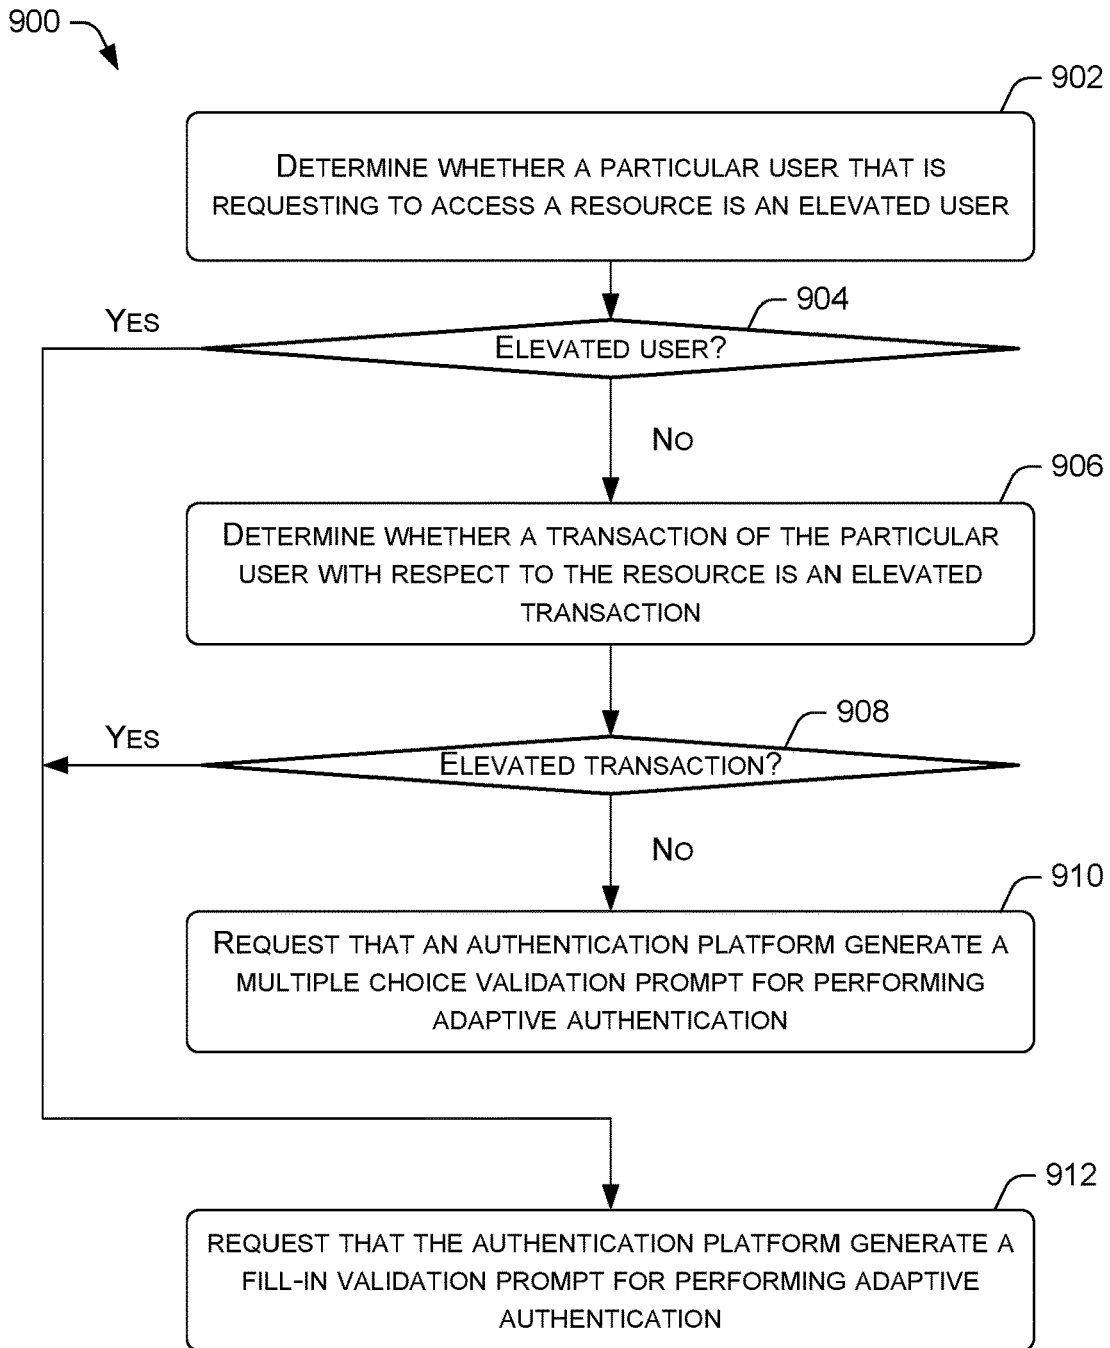 900
902
DETERMINE WHETHER A PARTICULAR USER THAT IS
REQUESTING TO ACCESS A RESOURCE IS AN ELEVATED USER
904
YES
ELEVATED USER?
NO
906
DETERMINE WHETHER A TRANSACTION OF THE PARTICULAR
USER WITH RESPECT TO THE RESOURCE IS AN ELEVATED
TRANSACTION
908
YES
ELEVATED TRANSACTION?
NO
910
REQUEST THAT AN AUTHENTICATION PLATFORM GENERATE A
MULTIPLE CHOICE VALIDATION PROMPT FOR PERFORMING
ADAPTIVE AUTHENTICATION
912
REQUEST THAT THE AUTHENTICATION PLATFORM GENERATE A
FILL-IN VALIDATION PROMPT FOR PERFORMING ADAPTIVE
AUTHENTICATION